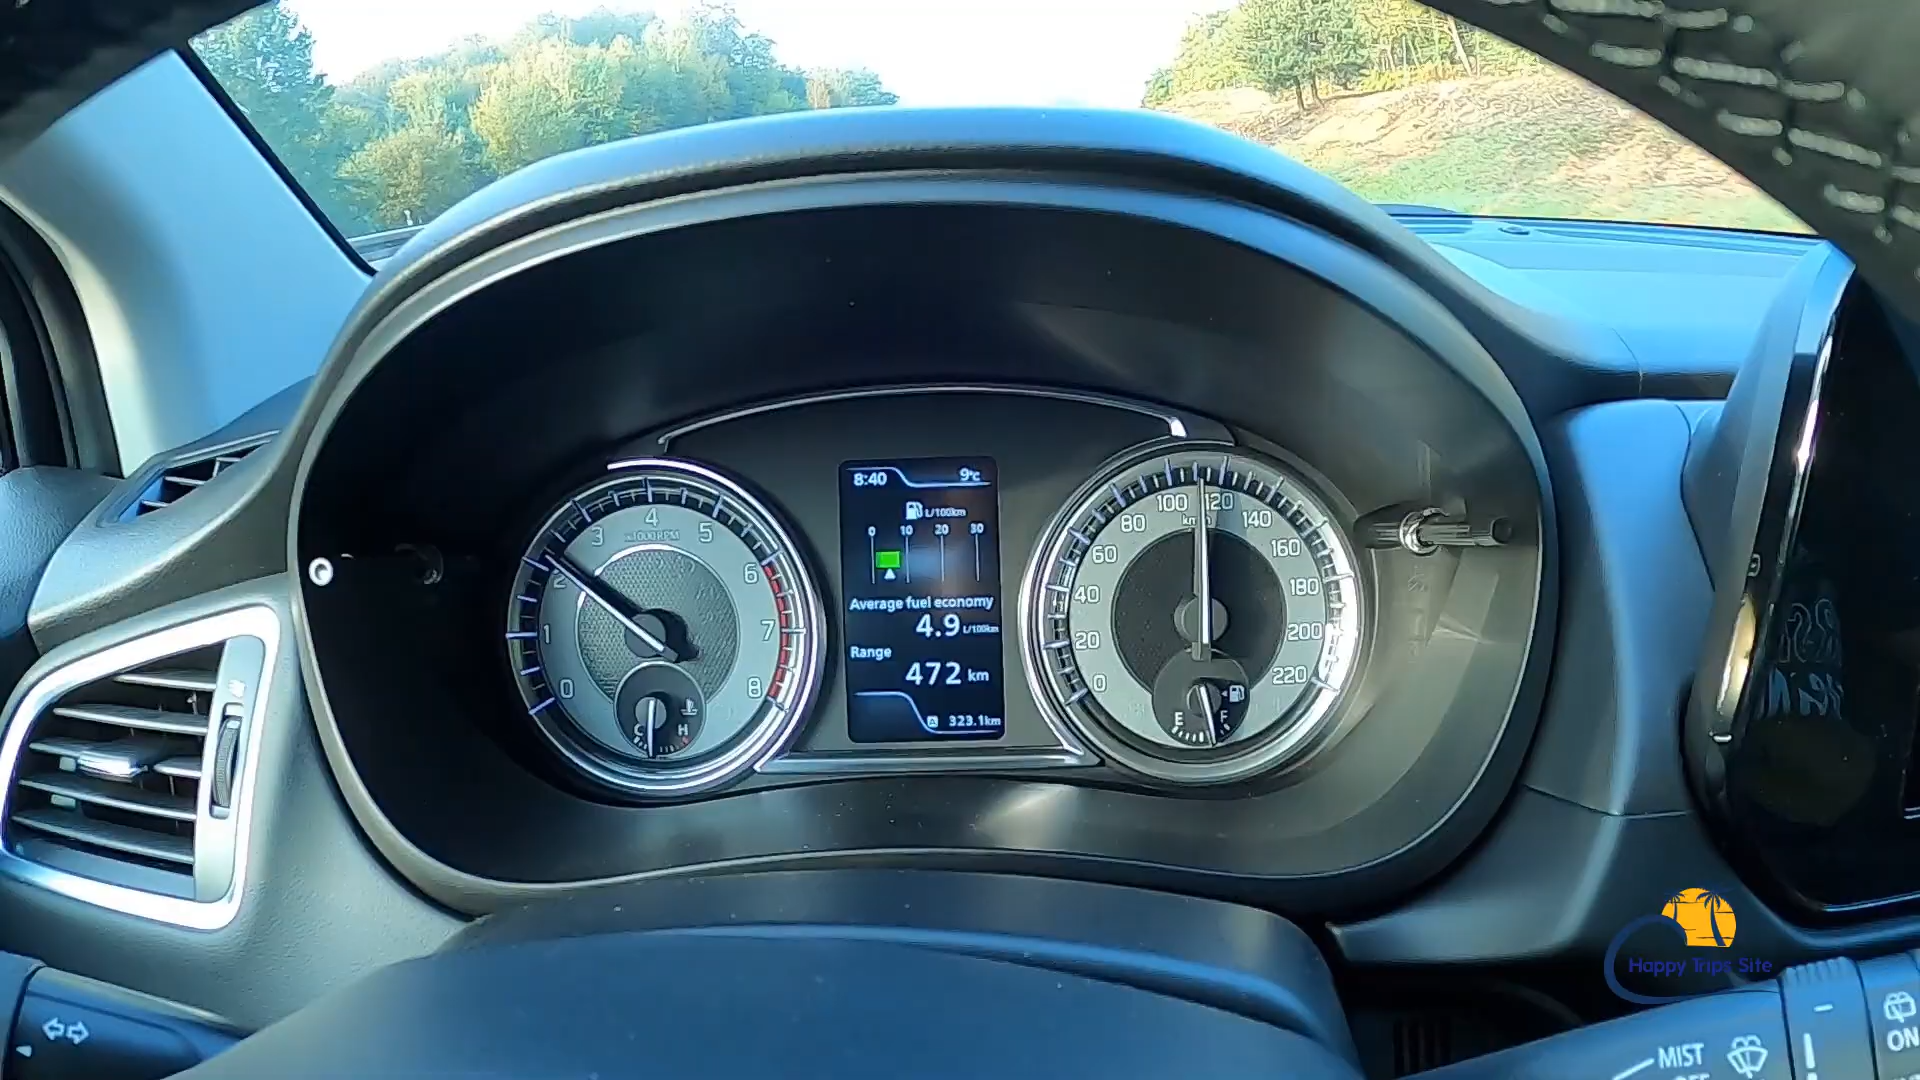 8:40 9°C
L/100km
0 10 20 30
Average fuel economy
4.9 L/100km
Range
472 km
A 323.1km
0 1 2 3 4 5 6 7 8
x1000RPM
C H
0 20 40 60 80 100 120 140 160 180 200 220
km/h
E F
Happy Trips Site
MIST
OFF
ON